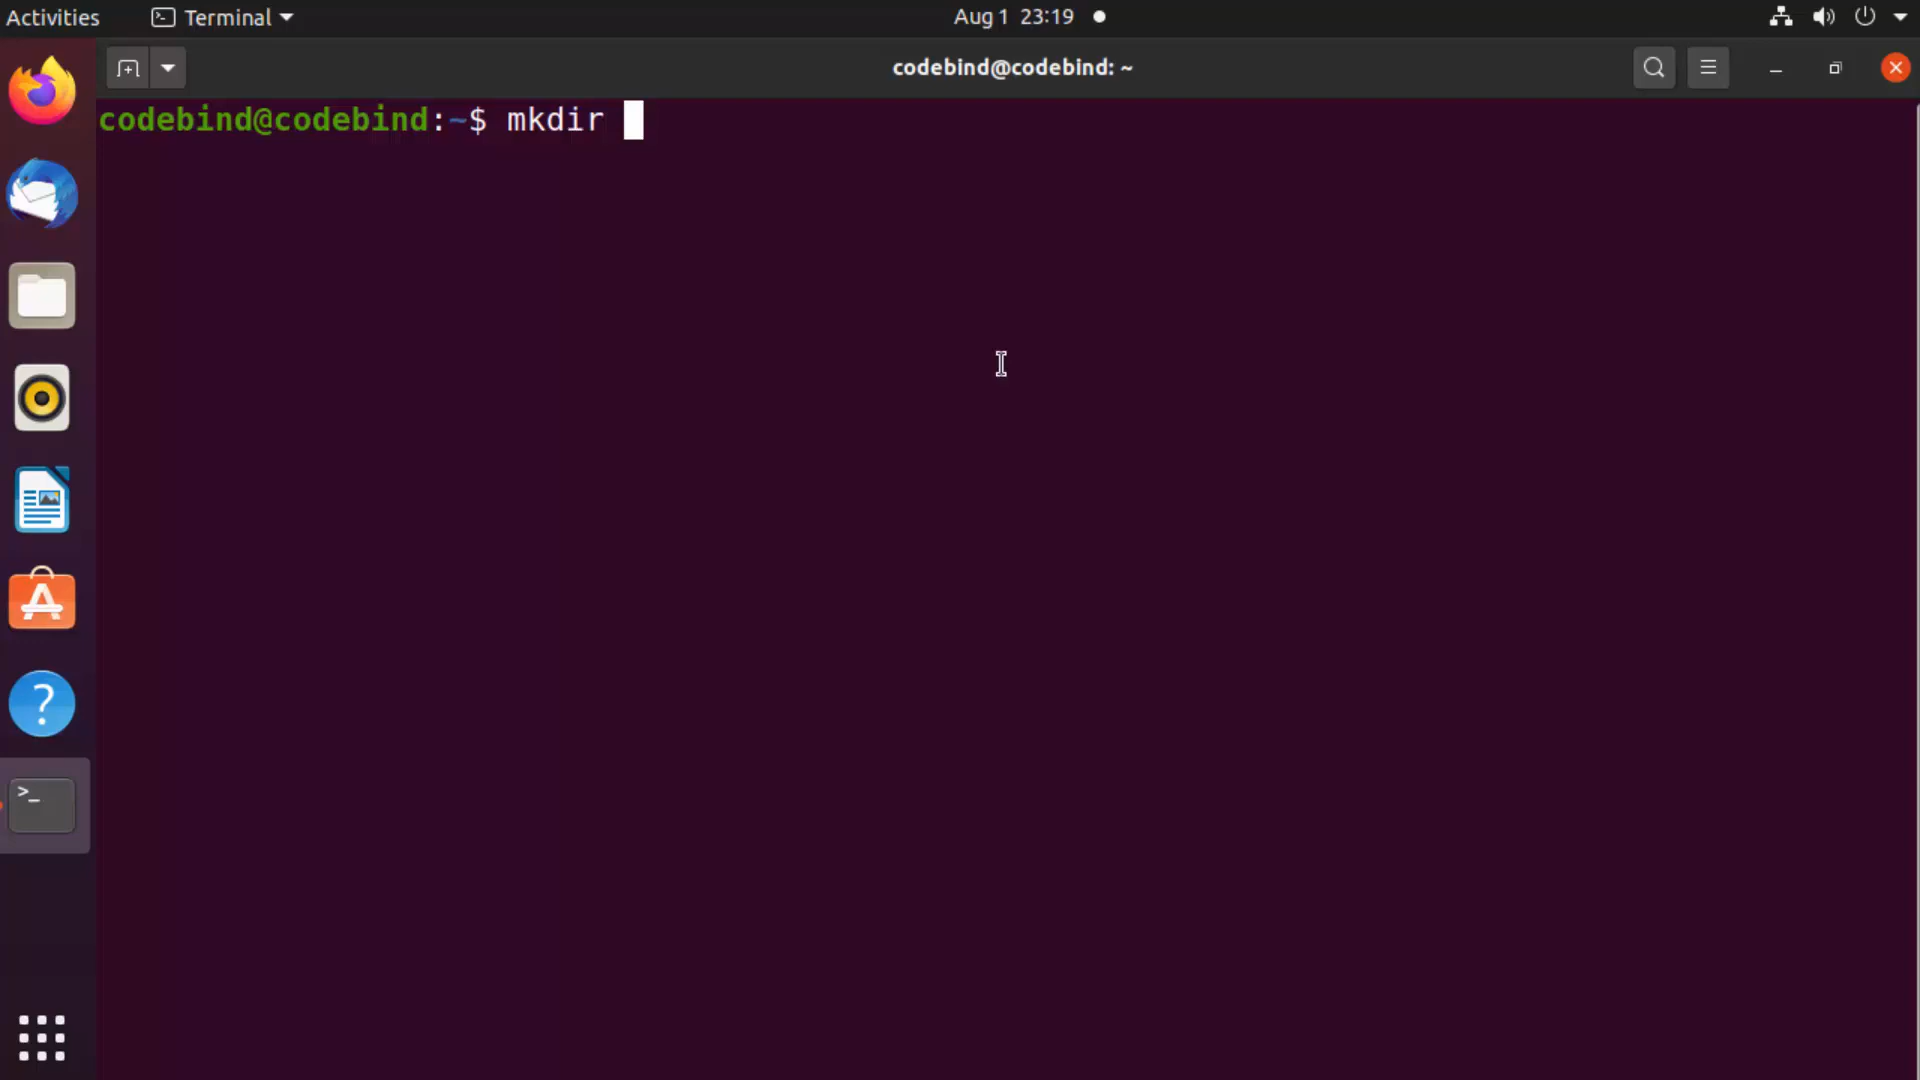 Activities Terminal Aug 1 23:19
codebind@codebind: ~
codebind@codebind:~$ mkdir